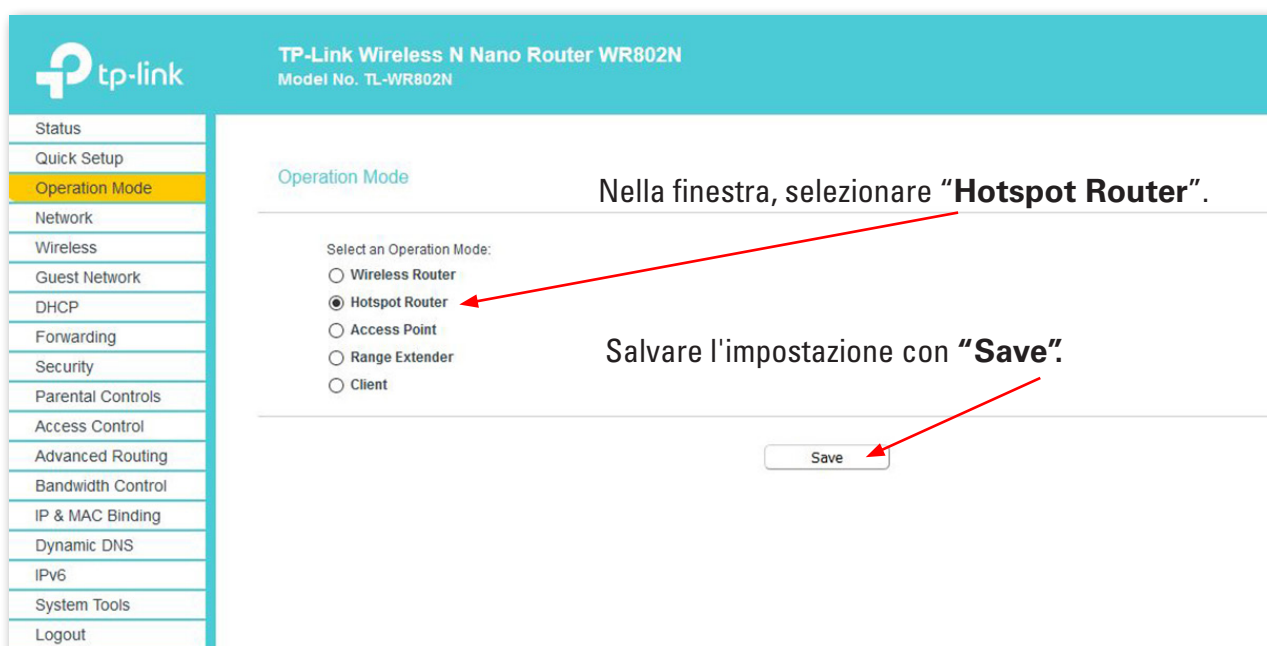 tp-link
TP-Link Wireless N Nano Router WR802N
Model No. TL-WR802N
Status
Quick Setup
Operation Mode
Network
Wireless
Guest Network
DHCP
Forwarding
Security
Parental Controls
Access Control
Advanced Routing
Bandwidth Control
IP & MAC Binding
Dynamic DNS
IPv6
System Tools
Logout
Operation Mode
Nella finestra, selezionare “Hotspot Router”.
Select an Operation Mode:
Wireless Router
Hotspot Router
Access Point
Range Extender
Client
Salvare l'impostazione con “Save”.
Save